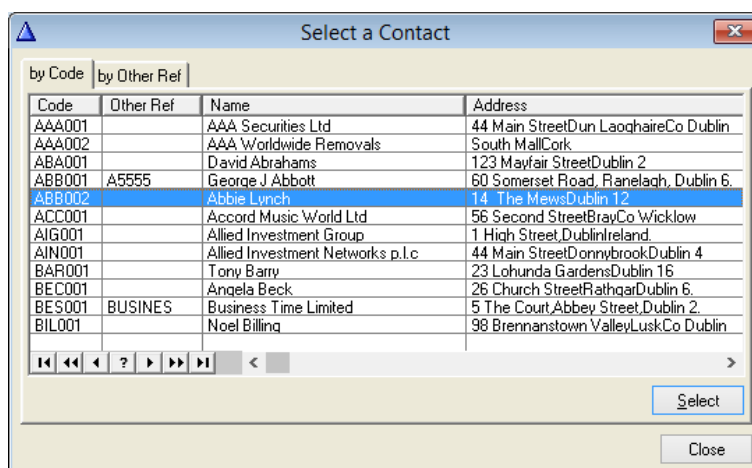 Select a Contact
by Code by Other Ref
Code Other Ref Name Address
AAA001 AAA Securities Ltd 44 Main StreetDun LaoghaireCo Dublin
AAA002 AAA Worldwide Removals South MallCork
ABA001 David Abrahams 123 Mayfair StreetDublin 2
ABB001 A5555 George J Abbott 60 Somerset Road, Ranelagh, Dublin 6.
ABB002 Abbie Lynch 14 The MewsDublin 12
ACC001 Accord Music World Ltd 56 Second StreetBrayCo Wicklow
AIG001 Allied Investment Group 1 High Street,DublinIreland.
AIN001 Allied Investment Networks p.l.c 44 Main StreetDonnybrookDublin 4
BAR001 Tony Barry 23 Lohunda GardensDublin 16
BEC001 Angela Beck 26 Church StreetRathgarDublin 6.
BES001 BUSINES Business Time Limited 5 The Court,Abbey Street,Dublin 2.
BIL001 Noel Billing 98 Brennanstown ValleyLuskCo Dublin
?
Select
Close